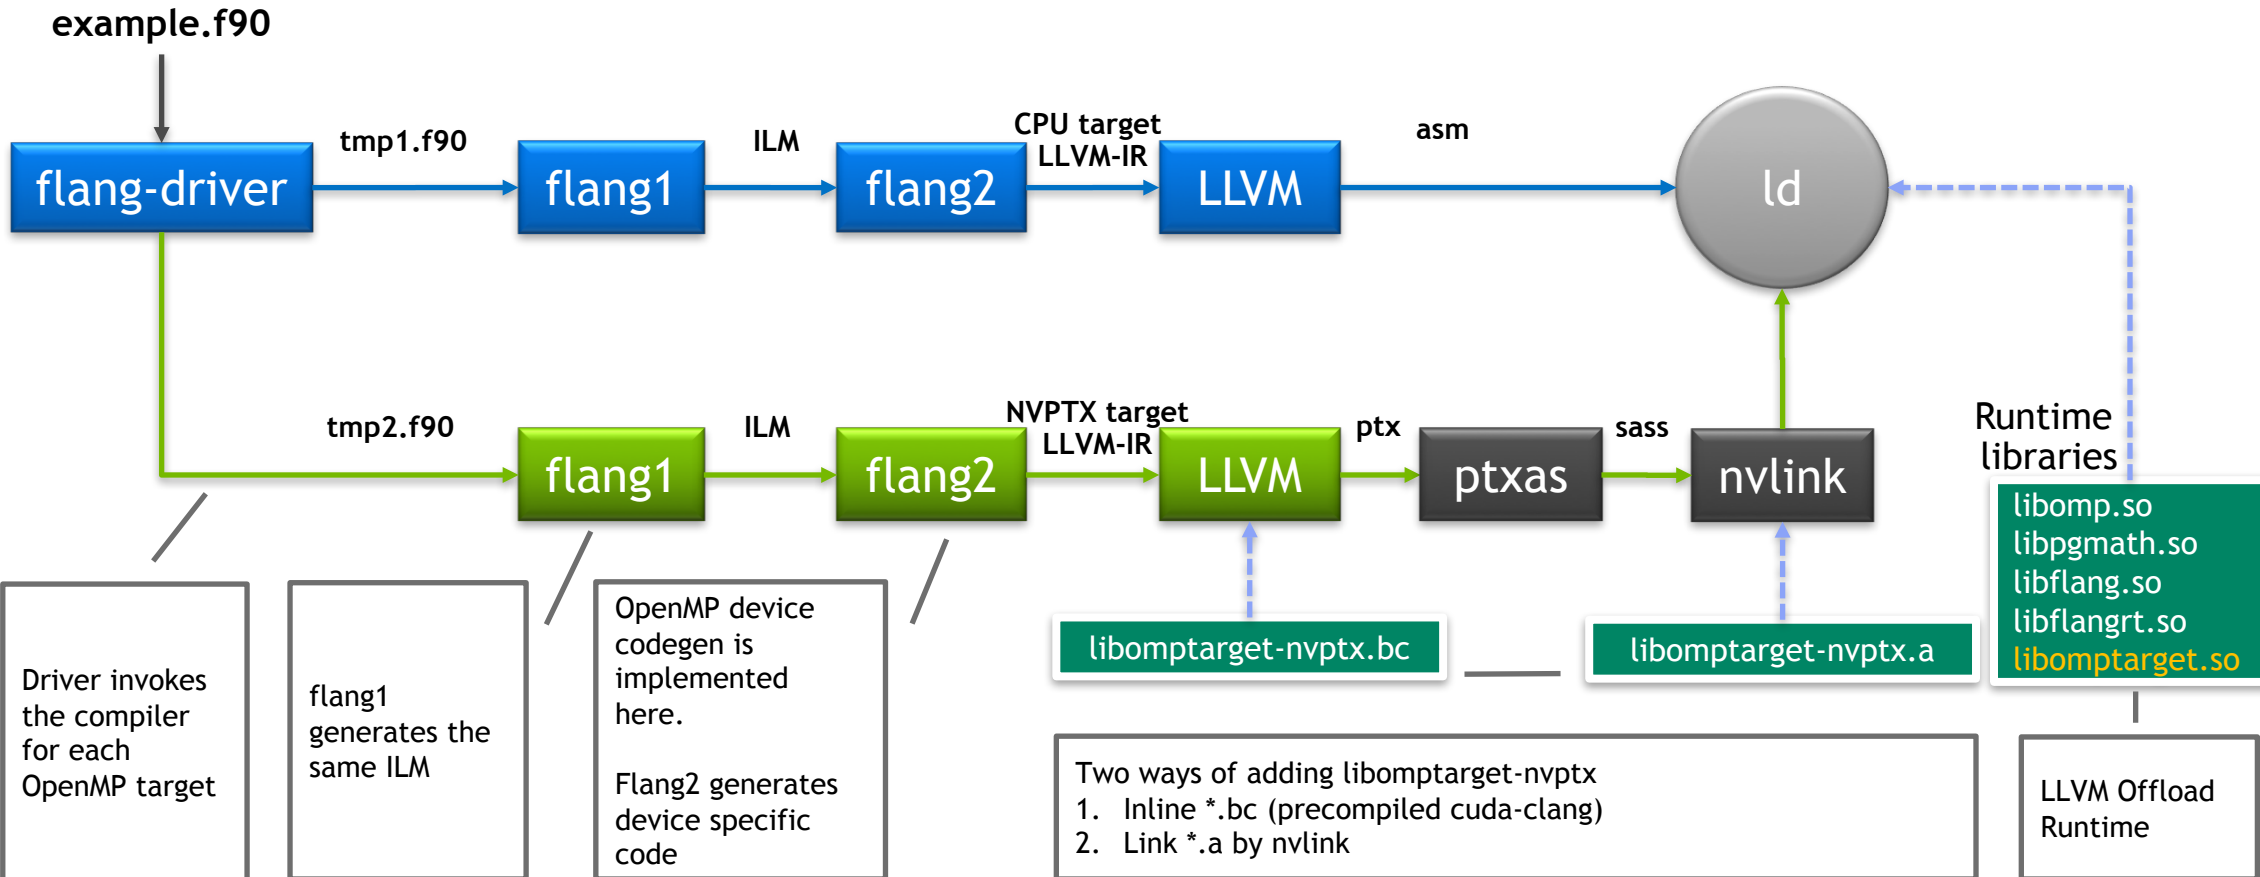 example.f90
flang-driver
tmp1.f90
flang1
ILM
flang2
CPU target
LLVM-IR
LLVM
asm
ld
tmp2.f90
flang1
ILM
flang2
NVPTX target
LLVM-IR
LLVM
ptx
ptxas
sass
nvlink
Runtime
libraries
libomp.so
libpgmath.so
libflang.so
libflangrt.so
libomptarget.so
libomptarget-nvptx.bc
libomptarget-nvptx.a
Driver invokes
the compiler
for each
OpenMP target
flang1
generates the
same ILM
OpenMP device
codegen is
implemented
here.
Flang2 generates
device specific
code
Two ways of adding libomptarget-nvptx
1. Inline *.bc (precompiled cuda-clang)
2. Link *.a by nvlink
LLVM Offload
Runtime